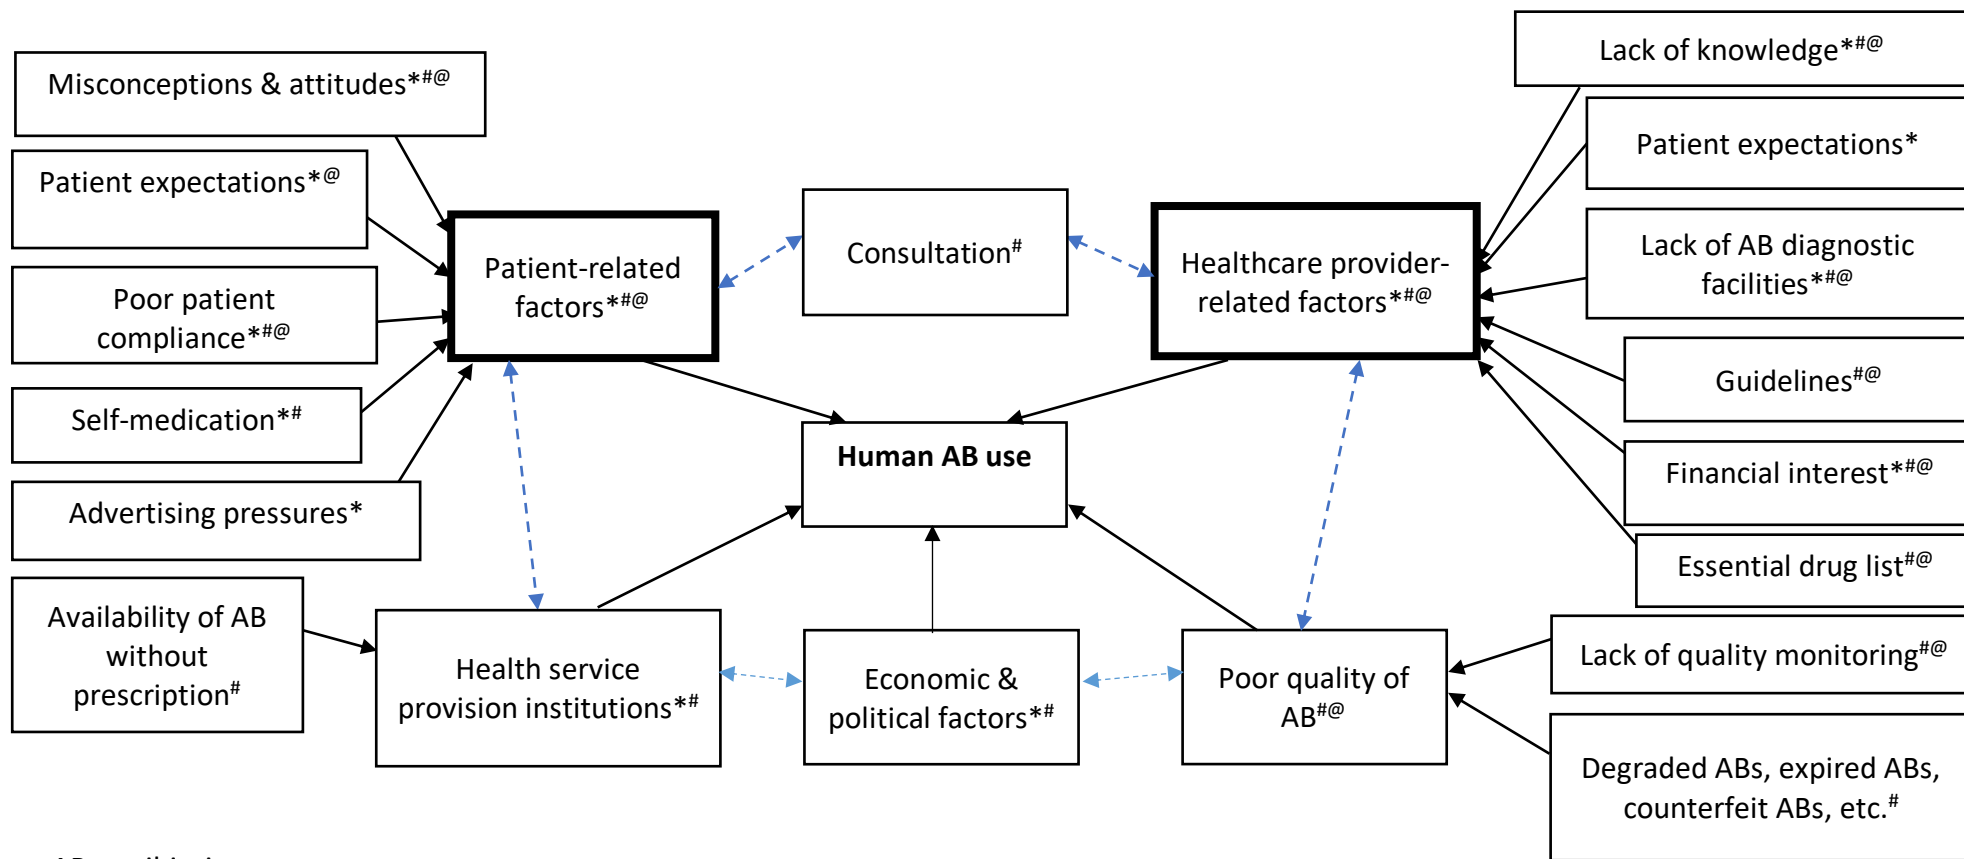 Misconceptions & attitudes*#@
Patient expectations*@
Poor patient
compliance*#@
Self-medication*#
Advertising pressures*
Availability of AB
without
prescription#
Patient-related
factors*#@
Consultation#
Healthcare provider-
related factors*#@
Human AB use
Health service
provision institutions*#
Economic &
political factors*#
Poor quality of
AB#@
Lack of knowledge*#@
Patient expectations*
Lack of AB diagnostic
facilities*#@
Guidelines#@
Financial interest*#@
Essential drug list#@
Lack of quality monitoring#@
Degraded ABs, expired ABs,
counterfeit ABs, etc.#